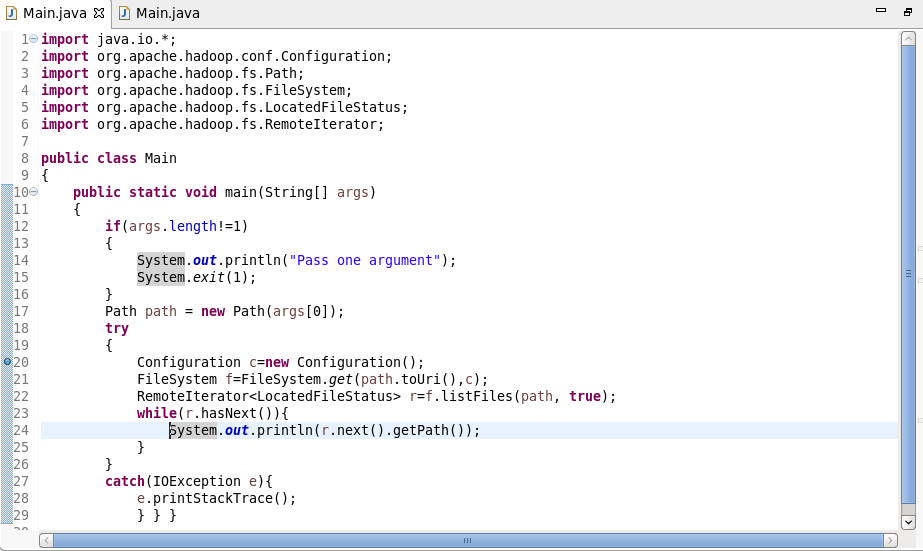 Main.java Main.java
1 import java.io.*;
2 import org.apache.hadoop.conf.Configuration;
3 import org.apache.hadoop.fs.Path;
4 import org.apache.hadoop.fs.FileSystem;
5 import org.apache.hadoop.fs.LocatedFileStatus;
6 import org.apache.hadoop.fs.RemoteIterator;
7
8 public class Main
9 {
10     public static void main(String[] args)
11     {
12         if(args.length!=1)
13         {
14             System.out.println("Pass one argument");
15             System.exit(1);
16         }
17         Path path = new Path(args[0]);
18         try
19         {
20             Configuration c=new Configuration();
21             FileSystem f=FileSystem.get(path.toUri(),c);
22             RemoteIterator<LocatedFileStatus> r=f.listFiles(path, true);
23             while(r.hasNext()){
24                 System.out.println(r.next().getPath());
25             }
26         }
27         catch(IOException e){
28             e.printStackTrace();
29             } } }